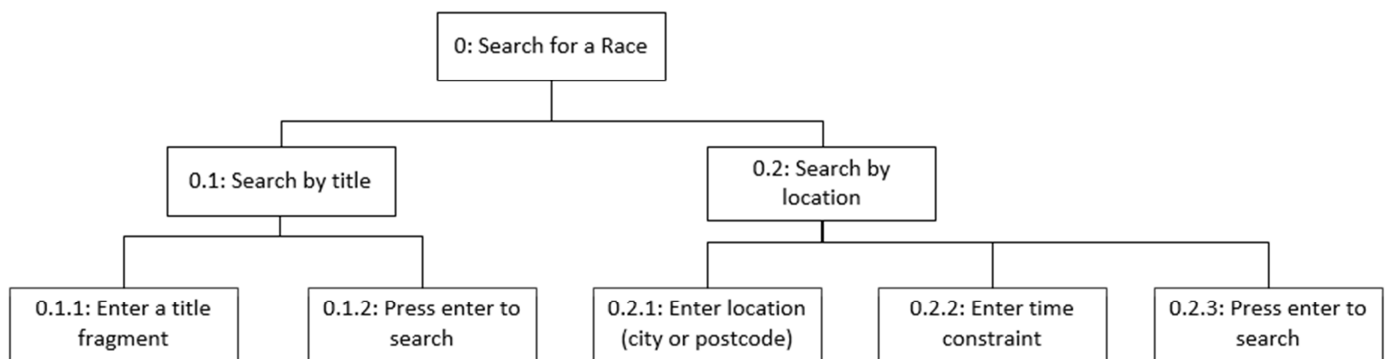 0: Search for a Race
0.1: Search by title
0.2: Search by
location
0.1.1: Enter a title
fragment
0.1.2: Press enter to
search
0.2.1: Enter location
(city or postcode)
0.2.2: Enter time
constraint
0.2.3: Press enter to
search